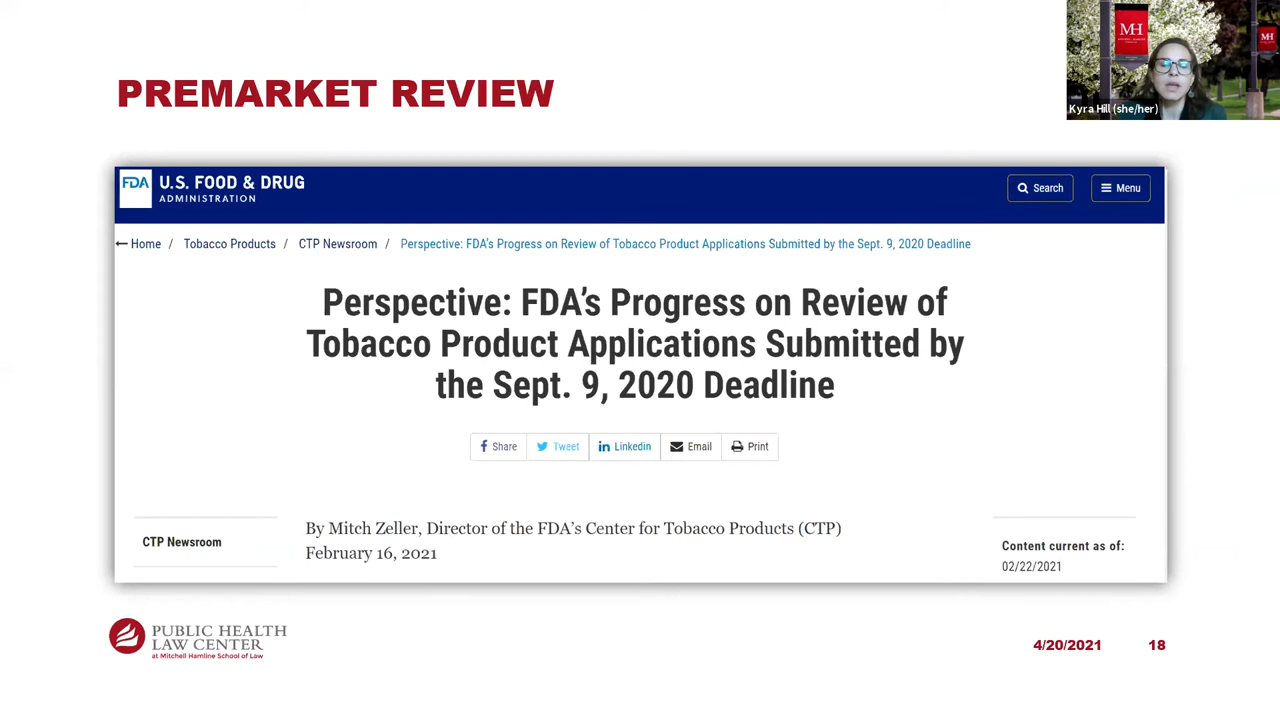 PREMARKET REVIEW
MH
MH
Kyra Hill (she/her)
FDA U.S. FOOD & DRUG
ADMINISTRATION
Search
Menu
Home / Tobacco Products / CTP Newsroom / Perspective: FDA's Progress on Review of Tobacco Product Applications Submitted by the Sept. 9, 2020 Deadline
Perspective: FDA's Progress on Review of
Tobacco Product Applications Submitted by
the Sept. 9, 2020 Deadline
Share
Tweet
Linkedin
Email
Print
CTP Newsroom
By Mitch Zeller, Director of the FDA's Center for Tobacco Products (CTP)
February 16, 2021
Content current as of:
02/22/2021
PUBLIC HEALTH
LAW CENTER
at Mitchell Hamline School of Law
4/20/2021
18